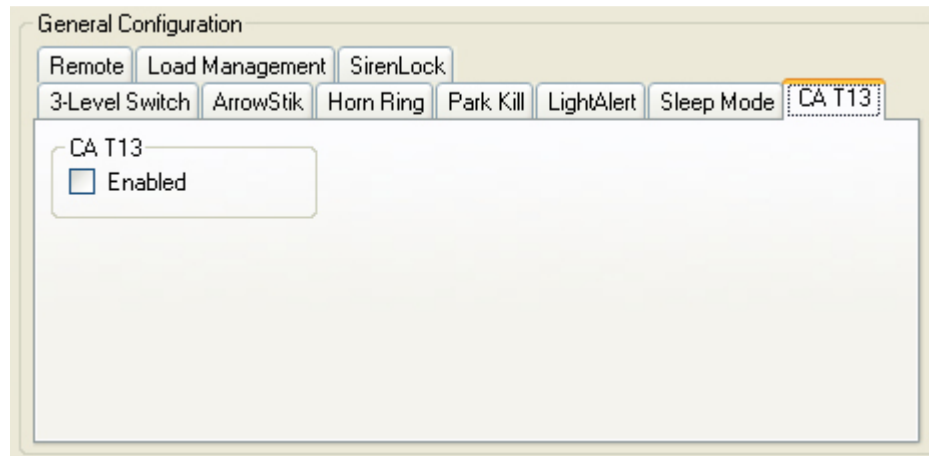 General Configuration
Remote Load Management SirenLock
3-Level Switch ArrowStik Horn Ring Park Kill LightAlert Sleep Mode CA T13
CA T13
Enabled